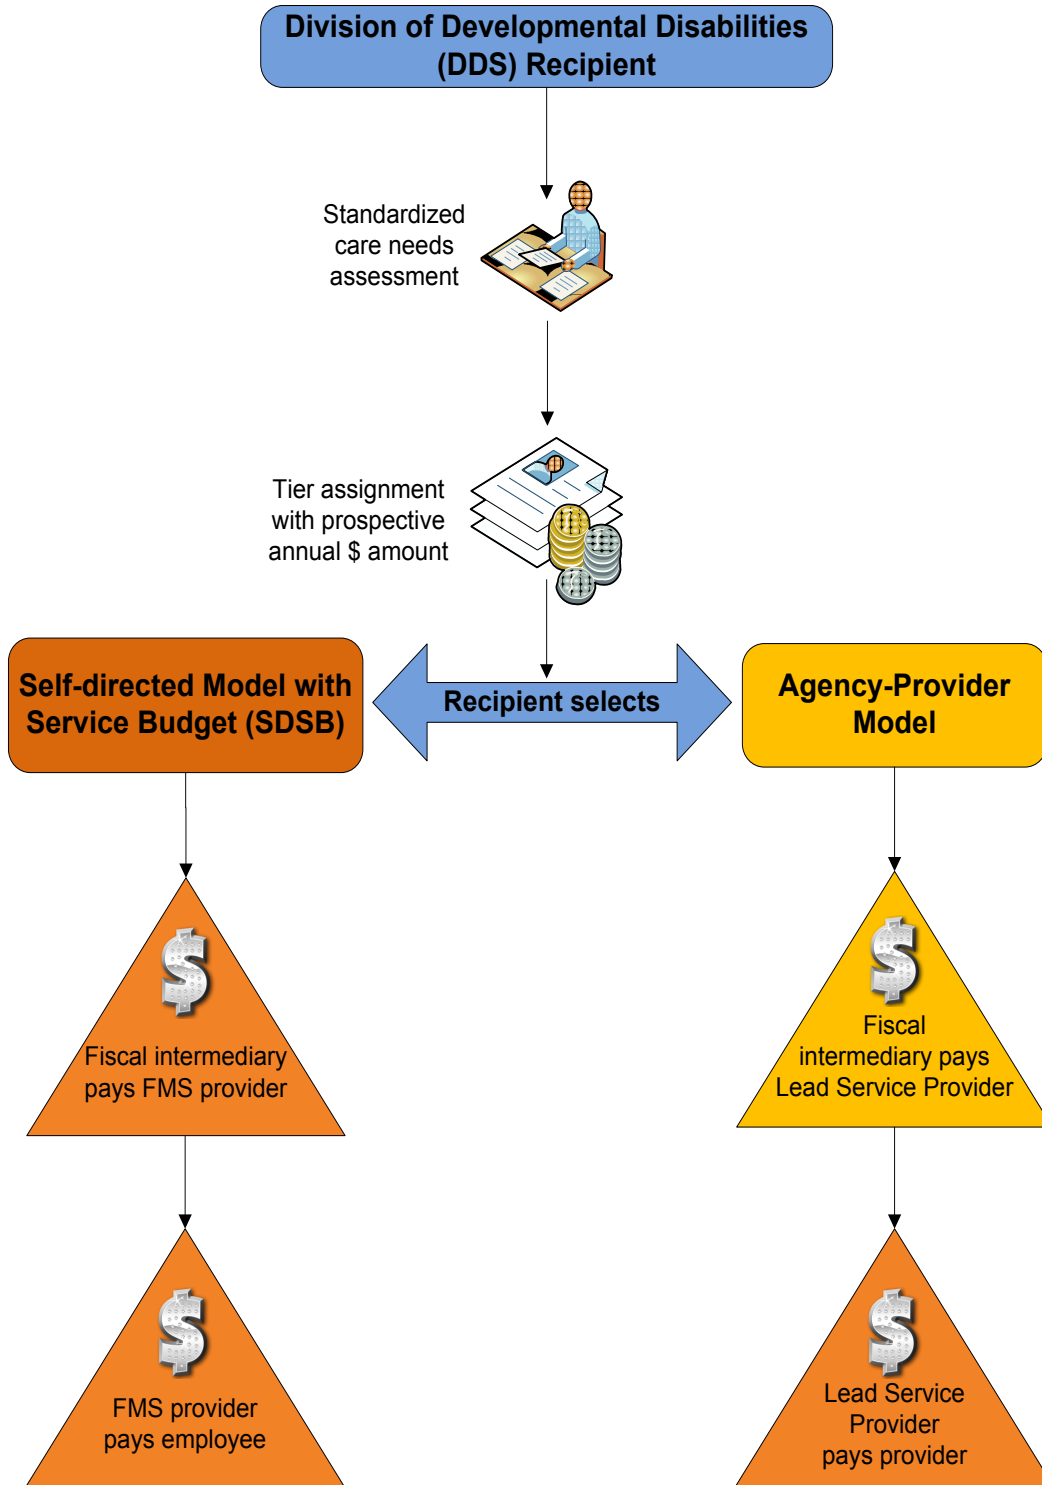 Division of Developmental Disabilities
(DDS) Recipient
Standardized
care needs
assessment
Tier assignment
with prospective
annual $ amount
Self-directed Model with
Service Budget (SDSB)
Recipient selects
Agency-Provider
Model
$
Fiscal intermediary
pays FMS provider
$
Fiscal
intermediary pays
Lead Service Provider
$
FMS provider
pays employee
$
Lead Service
Provider
pays provider